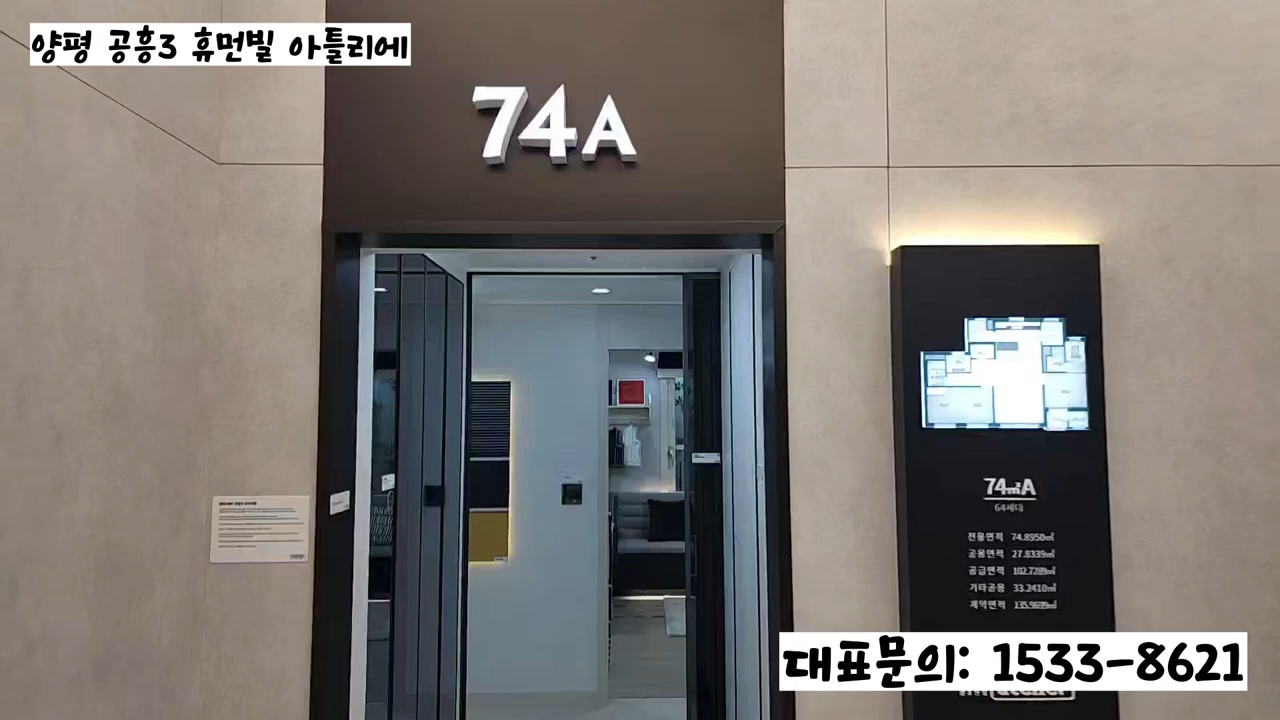 양평 공흥3 휴먼빌 아틀리에
74A
74㎡A
64세대
전용면적 74.8950㎡
공용면적 27.8339㎡
공급면적 102.7289㎡
기타공용 33.2410㎡
계약면적 135.9699㎡
대표문의: 1533-8621
atelier